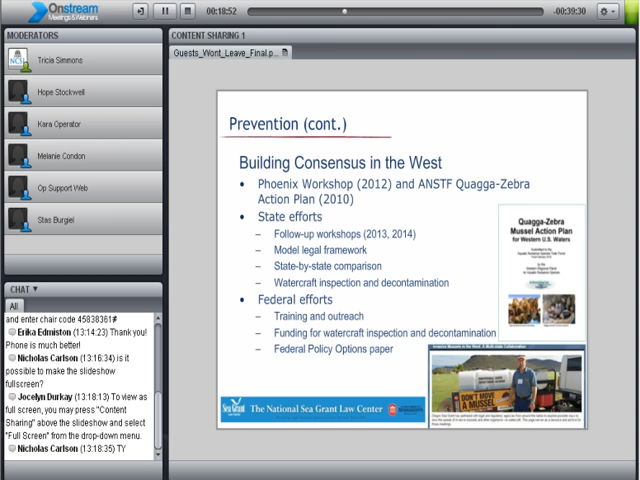 Onstream
Meetings & Webinars
00:18:52
-00:39:30
MODERATORS
Tricia Simmons
Hope Stockwell
Kara Operator
Melanie Condon
Op Support Web
Stas Burgiel
CHAT
All
and enter chair code 45838361#
Erika Edmiston (13:14:23) Thank you!
Phone is much better!
Nicholas Carlson (13:16:34) is it
possible to make the slideshow
fullscreen?
Jocelyn Durkay (13:18:13) To view as
full screen, you may press "Content
Sharing" above the slideshow and select
"Full Screen" from the drop-down menu.
Nicholas Carlson (13:18:35) TY
CONTENT SHARING 1
Guests_Wont_Leave_Final.p...
Prevention (cont.)
Building Consensus in the West
• Phoenix Workshop (2012) and ANSTF Quagga-Zebra
Action Plan (2010)
• State efforts
– Follow-up workshops (2013, 2014)
– Model legal framework
– State-by-state comparison
– Watercraft inspection and decontamination
• Federal efforts
– Training and outreach
– Funding for watercraft inspection and decontamination
– Federal Policy Options paper
Quagga-Zebra
Mussel Action Plan
for Western U.S. Waters
Sea Grant
The National Sea Grant Law Center
DON'T MOVE
A MUSSEL